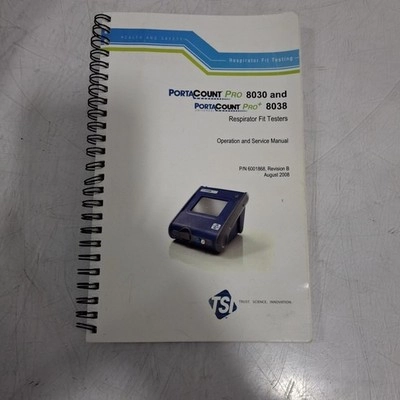 HEALTH AND SAFETY
Respirator Fit Testing
PORTACOUNT PRO 8030 and
PORTACOUNT PRO+ 8038
Respirator Fit Testers
Operation and Service Manual
P/N 6001868, Revision B
August 2008
TSI
TRUST. SCIENCE. INNOVATION.